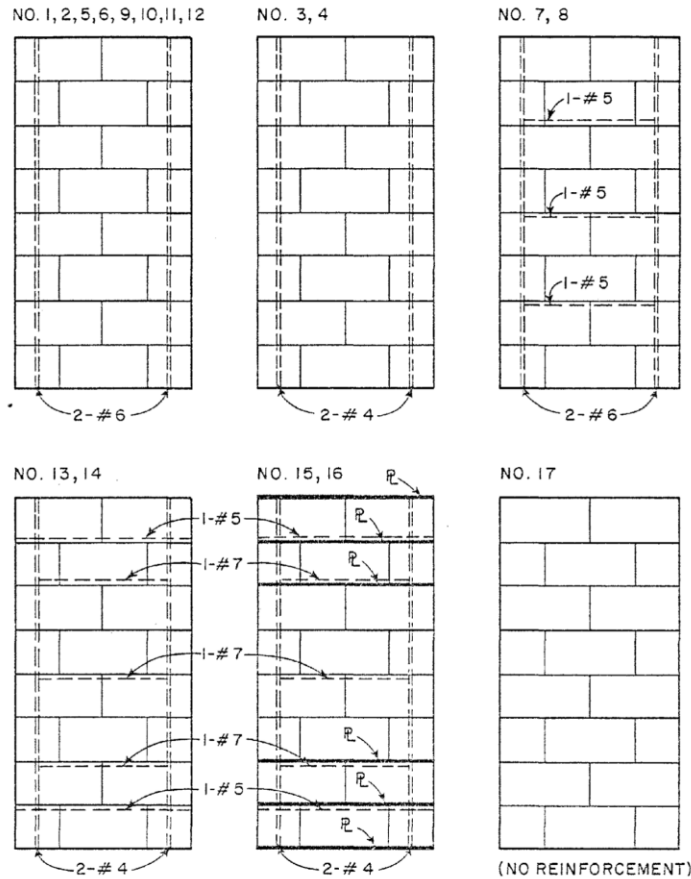 NO. 1, 2, 5, 6, 9, 10, 11, 12
NO. 3, 4
NO. 7, 8
1-#5
1-#5
1-#5
2-#6
2-#4
2-#6
NO. 13, 14
NO. 15, 16
NO. 17
PL
1-#5
PL
1-#7
PL
1-#7
1-#7
PL
1-#5
PL
PL
2-#4
2-#4
(NO REINFORCEMENT)